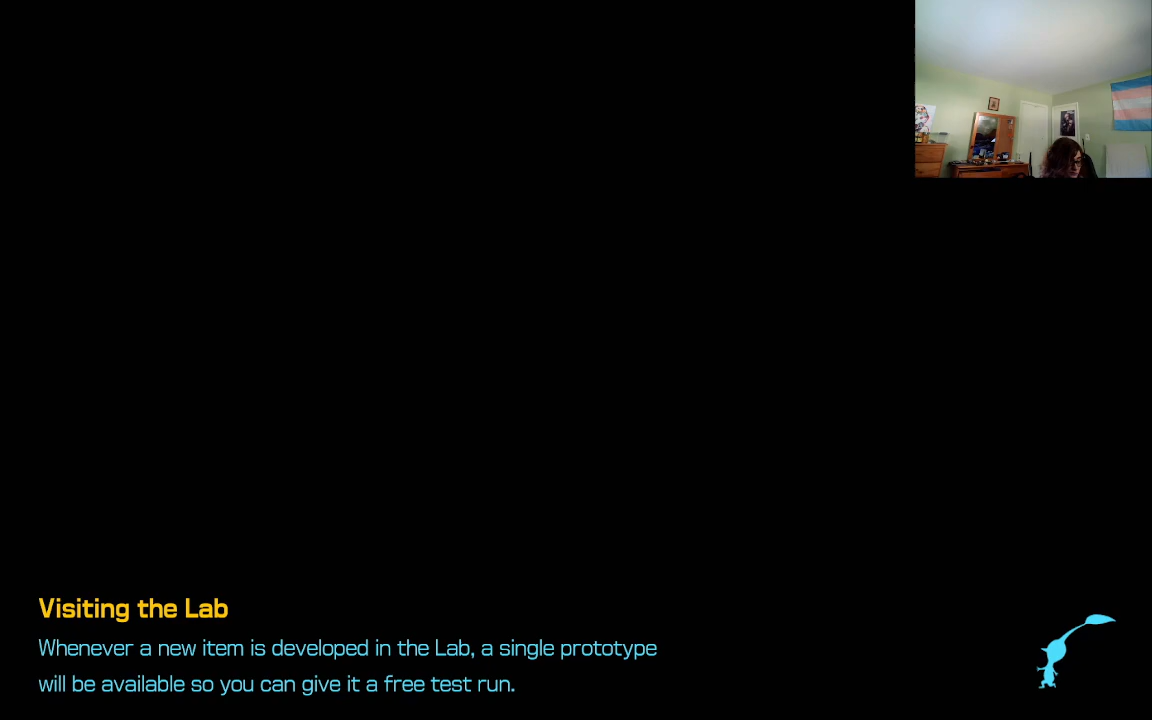 Visiting the Lab
Whenever a new item is developed in the Lab, a single prototype
will be available so you can give it a free test run.